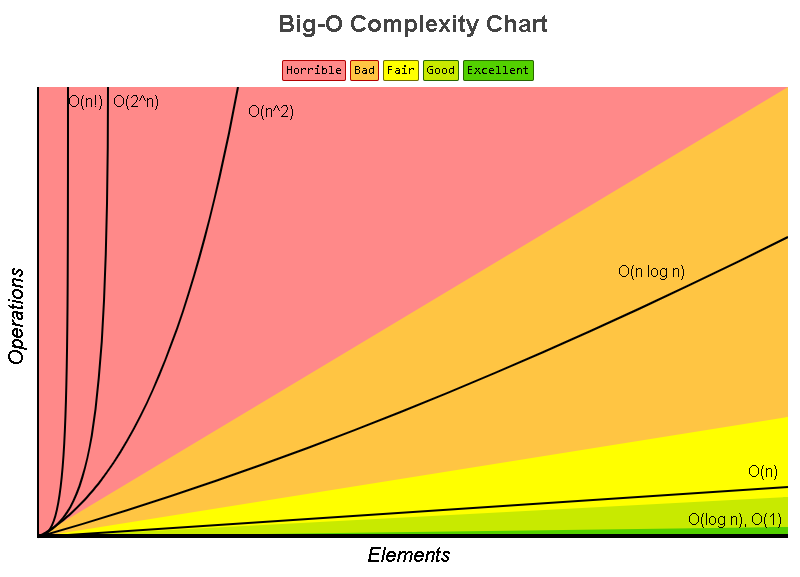 Big-O Complexity Chart
Horrible Bad Fair Good Excellent
O(n!) O(2^n)
O(n^2)
O(n log n)
O(n)
O(log n), O(1)
Operations
Elements